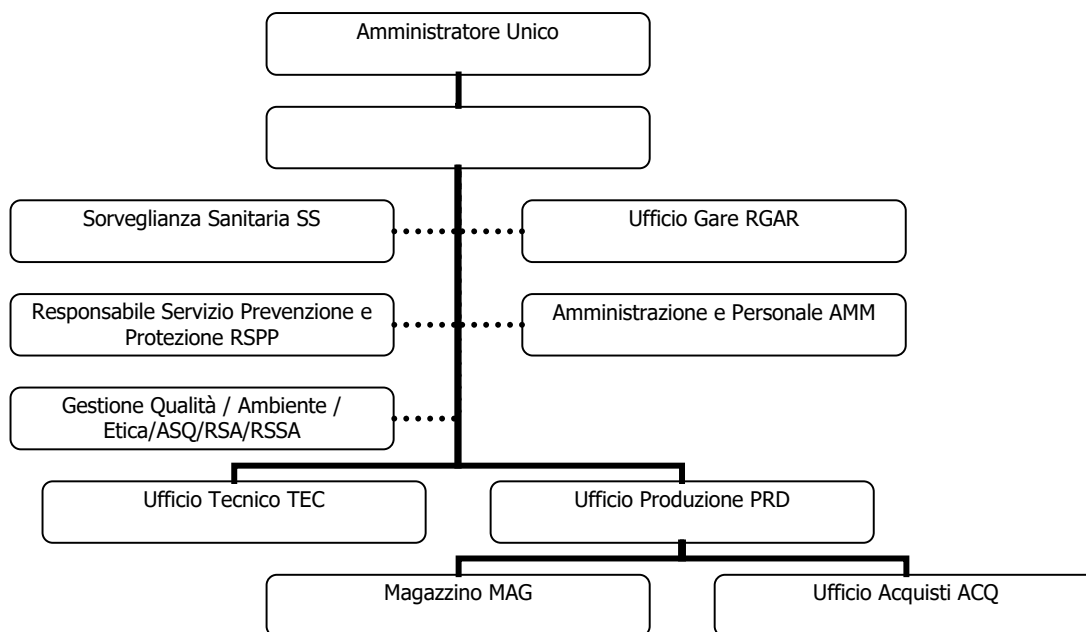 Amministratore Unico
Sorveglianza Sanitaria SS
Ufficio Gare RGAR
Responsabile Servizio Prevenzione e
Protezione RSPP
Amministrazione e Personale AMM
Gestione Qualità / Ambiente /
Etica/ASQ/RSA/RSSA
Ufficio Tecnico TEC
Ufficio Produzione PRD
Magazzino MAG
Ufficio Acquisti ACQ